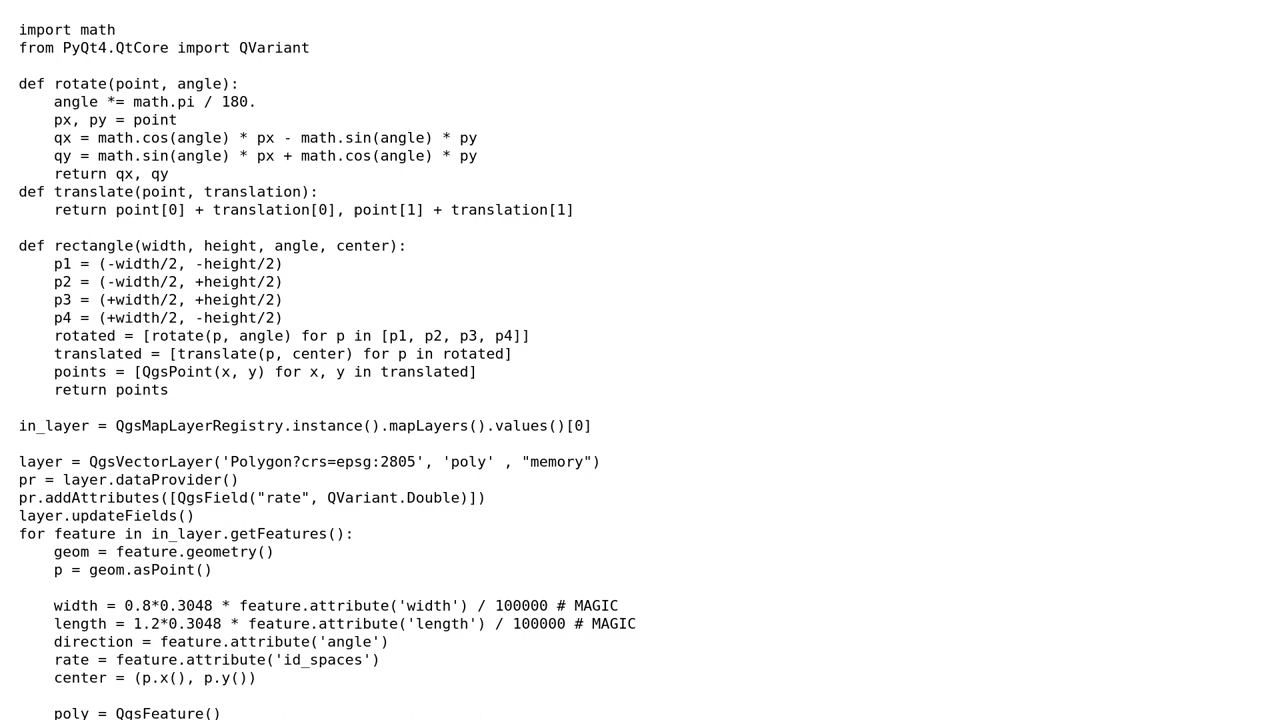 import math
from PyQt4.QtCore import QVariant

def rotate(point, angle):
    angle *= math.pi / 180.
    px, py = point
    qx = math.cos(angle) * px - math.sin(angle) * py
    qy = math.sin(angle) * px + math.cos(angle) * py
    return qx, qy
def translate(point, translation):
    return point[0] + translation[0], point[1] + translation[1]

def rectangle(width, height, angle, center):
    p1 = (-width/2, -height/2)
    p2 = (-width/2, +height/2)
    p3 = (+width/2, +height/2)
    p4 = (+width/2, -height/2)
    rotated = [rotate(p, angle) for p in [p1, p2, p3, p4]]
    translated = [translate(p, center) for p in rotated]
    points = [QgsPoint(x, y) for x, y in translated]
    return points

in_layer = QgsMapLayerRegistry.instance().mapLayers().values()[0]

layer = QgsVectorLayer('Polygon?crs=epsg:2805', 'poly' , "memory")
pr = layer.dataProvider()
pr.addAttributes([QgsField("rate", QVariant.Double)])
layer.updateFields()
for feature in in_layer.getFeatures():
    geom = feature.geometry()
    p = geom.asPoint()

    width = 0.8*0.3048 * feature.attribute('width') / 100000 # MAGIC
    length = 1.2*0.3048 * feature.attribute('length') / 100000 # MAGIC
    direction = feature.attribute('angle')
    rate = feature.attribute('id_spaces')
    center = (p.x(), p.y())

    poly = QgsFeature()